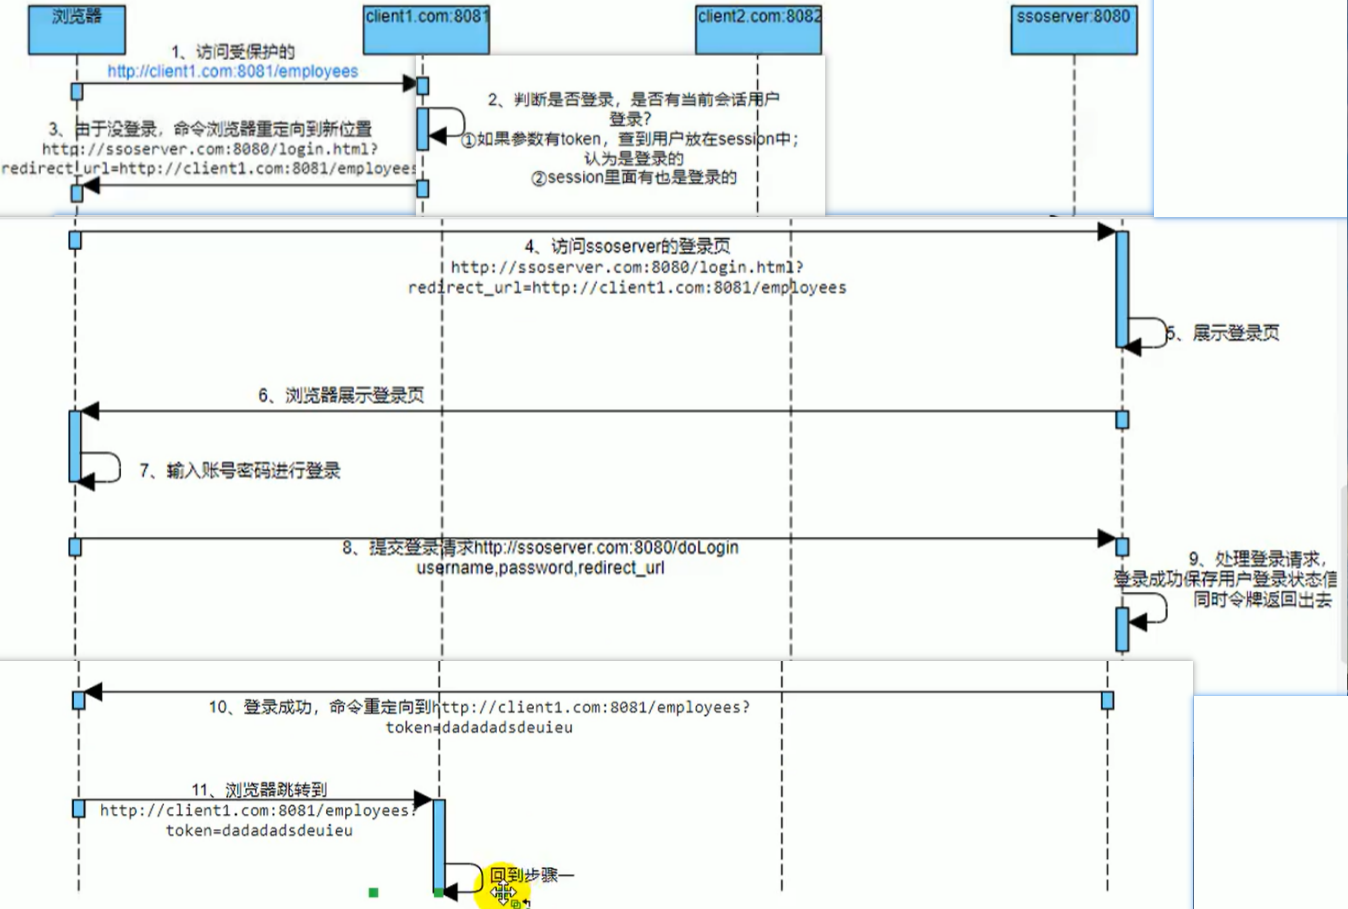 浏览器
client1.com:8081
client2.com:8082
ssoserver:8080
1、访问受保护的
http://client1.com:8081/employees
2、判断是否登录，是否有当前会话用户
登录？
①如果参数有token，查到用户放在session中；
认为是登录的
②session里面有也是登录的
3、由于没登录，命令浏览器重定向到新位置
http://ssoserver.com:8080/login.html?
redirect_url=http://client1.com:8081/employees
4、访问ssoserver的登录页
http://ssoserver.com:8080/login.html?
redirect_url=http://client1.com:8081/employees
5、展示登录页
6、浏览器展示登录页
7、输入账号密码进行登录
8、提交登录请求http://ssoserver.com:8080/doLogin
username,password,redirect_url
9、处理登录请求，
登录成功保存用户登录状态信
同时令牌返回出去
10、登录成功，命令重定向到http://client1.com:8081/employees?
token=dadadadsdeuieu
11、浏览器跳转到
http://client1.com:8081/employees?
token=dadadadsdeuieu
回到步骤一